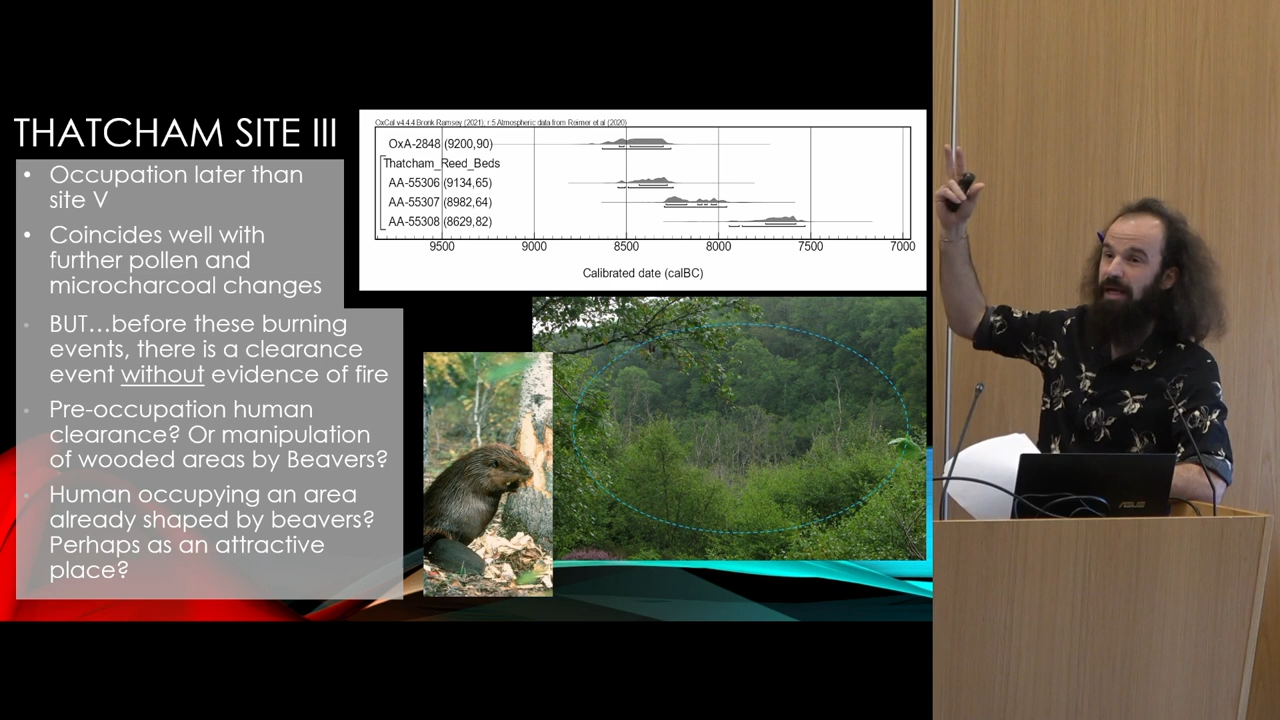 THATCHAM SITE III
• Occupation later than
site V
• Coincides well with
further pollen and
microcharcoal changes
• BUT…before these burning
events, there is a clearance
event without evidence of fire
• Pre-occupation human
clearance? Or manipulation
of wooded areas by Beavers?
• Human occupying an area
already shaped by beavers?
Perhaps as an attractive
place?
OxCal v4.4.4 Bronk Ramsey (2021); r:5 Atmospheric data from Reimer et al (2020)
OxA-2848 (9200,90)
Thatcham_Reed_Beds
AA-55306 (9134,65)
AA-55307 (8982,64)
AA-55308 (8629,82)
9500 9000 8500 8000 7500 7000
Calibrated date (calBC)
ASUS